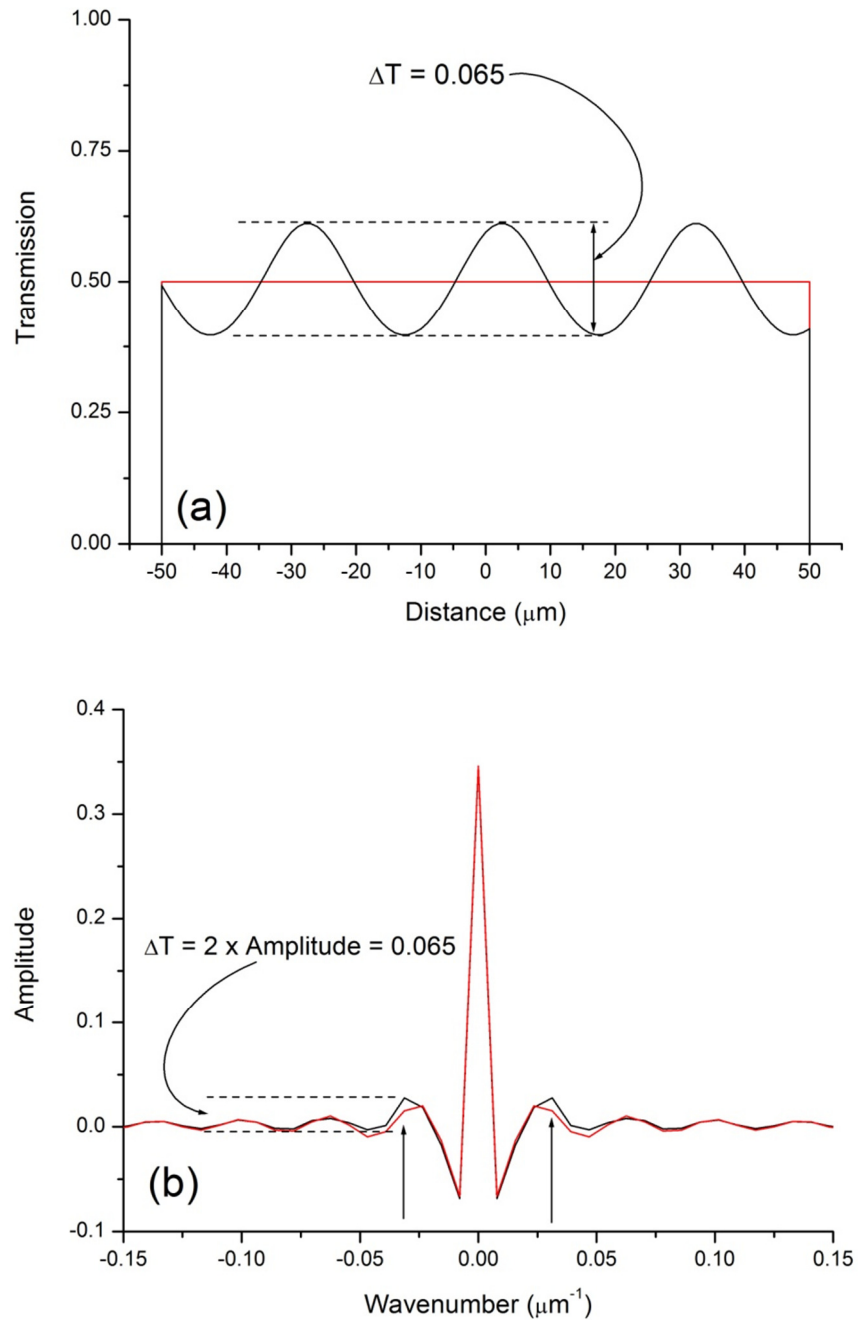 1.00
ΔT = 0.065
0.75
Transmission
0.50
0.25
(a)
0.00
-50 -40 -30 -20 -10 0 10 20 30 40 50
Distance (μm)
0.4
0.3
Amplitude
0.2
ΔT = 2 x Amplitude = 0.065
0.1
0.0
(b)
-0.1
-0.15 -0.10 -0.05 0.00 0.05 0.10 0.15
Wavenumber (μm-1)